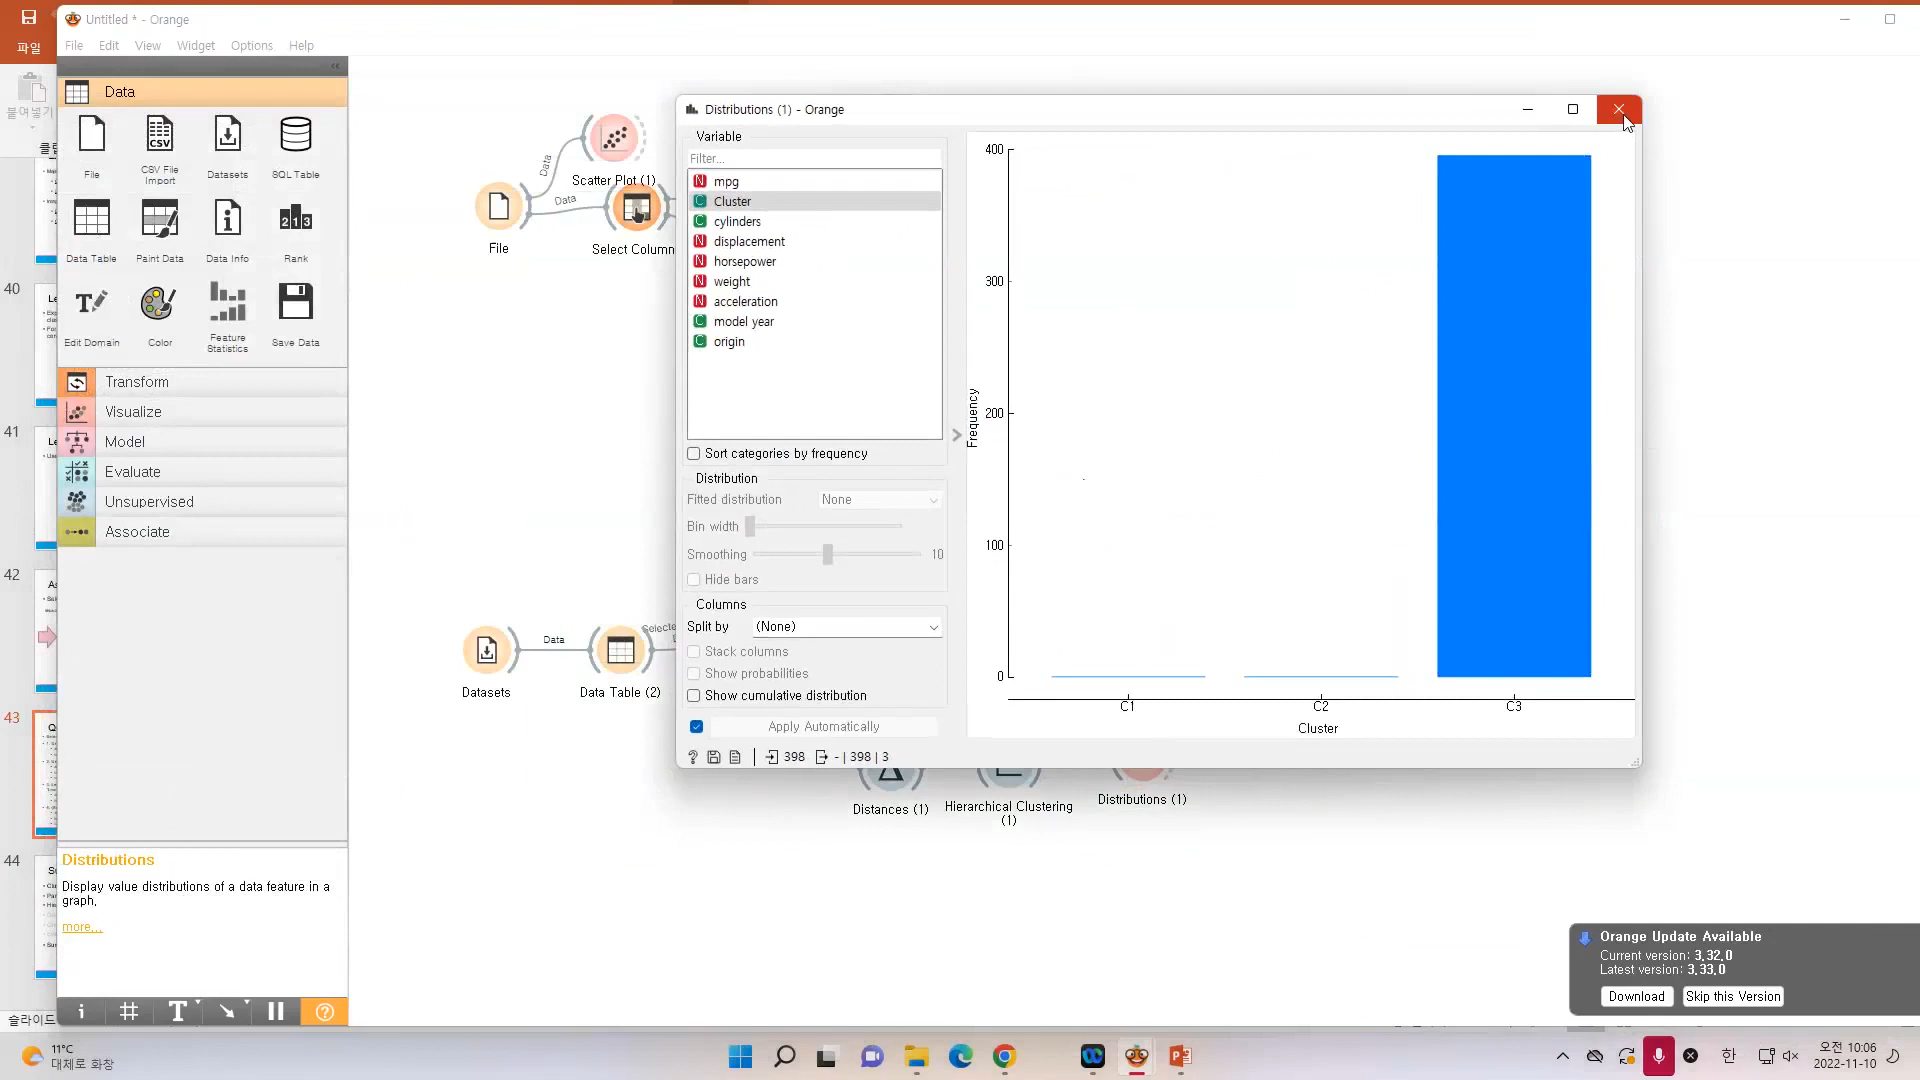 파일
붙여넣기
클립
40
41
42
43
44
슬라이드
Untitled * - Orange
File Edit View Widget Options Help
Data
File
CSV File Import
Datasets
SQL Table
Data Table
Paint Data
Data Info
Rank
Edit Domain
Color
Feature Statistics
Save Data
Transform
Visualize
Model
Evaluate
Unsupervised
Associate
Distributions
Display value distributions of a data feature in a
graph.
more...
Data
Scatter Plot (1)
Data
File
Select Column
Data
Datasets
Data Table (2)
Selecte
Distances (1)
Hierarchical Clustering
(1)
Distributions (1)
Distributions (1) - Orange
Variable
Filter...
N mpg
C Cluster
C cylinders
N displacement
N horsepower
N weight
N acceleration
C model year
C origin
Sort categories by frequency
Distribution
Fitted distribution None
Bin width
Smoothing 10
Hide bars
Columns
Split by (None)
Stack columns
Show probabilities
Show cumulative distribution
Apply Automatically
? 398 - | 398 | 3
400
300
200
100
0
Frequency
C1 C2 C3
Cluster
Orange Update Available
Current version: 3.32.0
Latest version: 3.33.0
Download Skip this Version
11°C
대체로 화창
한
오전 10:06
2022-11-10